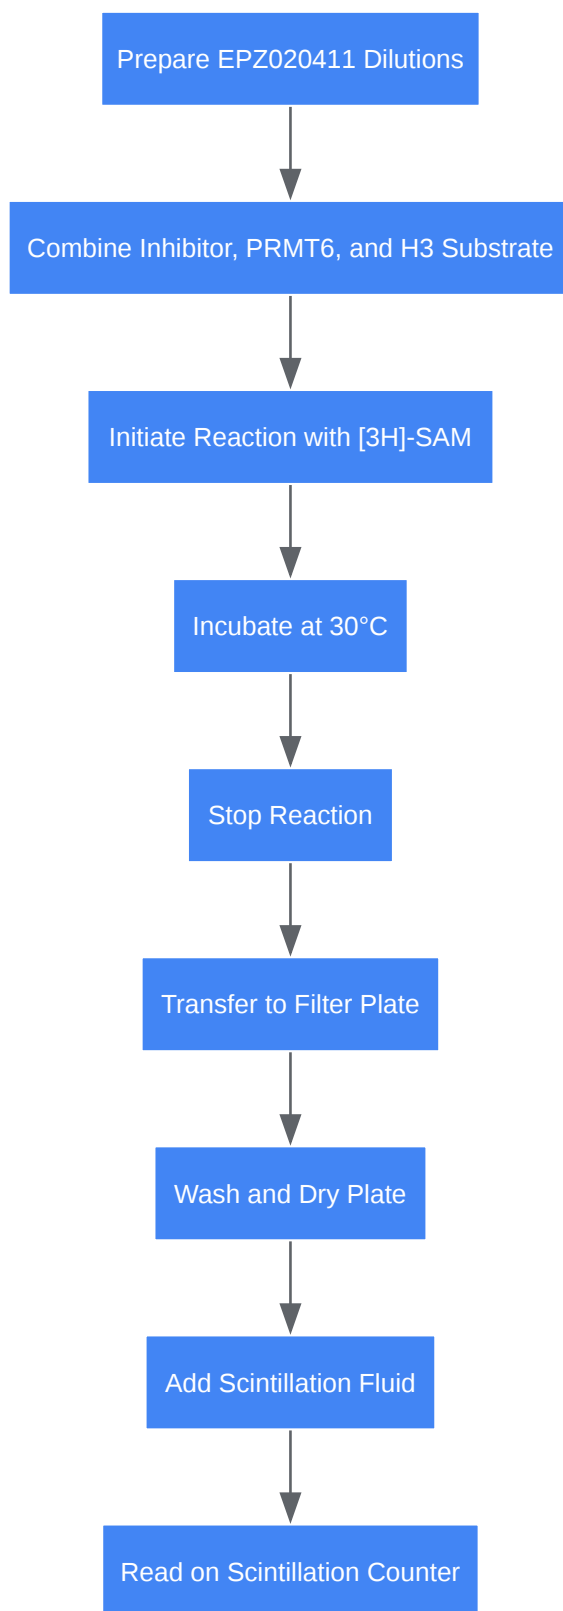 Prepare EPZ020411 Dilutions
Combine Inhibitor, PRMT6, and H3 Substrate
Initiate Reaction with [3H]-SAM
Incubate at 30°C
Stop Reaction
Transfer to Filter Plate
Wash and Dry Plate
Add Scintillation Fluid
Read on Scintillation Counter